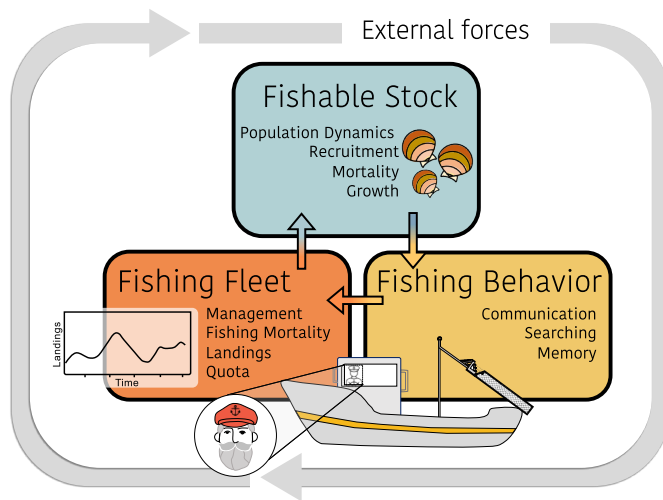 External forces
Fishable Stock
Population Dynamics
Recruitment
Mortality
Growth
Fishing Fleet
Management
Fishing Mortality
Landings
Quota
Landings
Time
Fishing Behavior
Communication
Searching
Memory